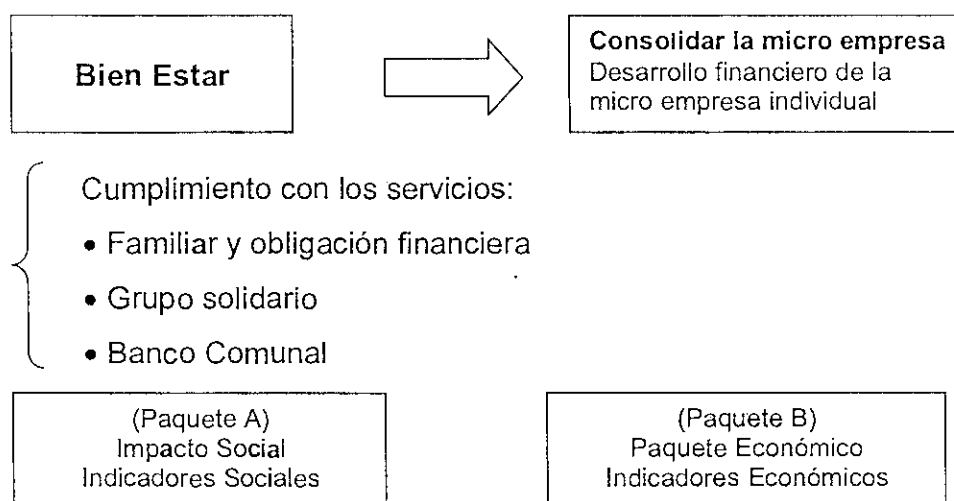 Bien Estar
Consolidar la micro empresa
Desarrollo financiero de la
micro empresa individual
Cumplimiento con los servicios:
• Familiar y obligación financiera
• Grupo solidario
• Banco Comunal
(Paquete A)
Impacto Social
Indicadores Sociales
(Paquete B)
Paquete Económico
Indicadores Económicos